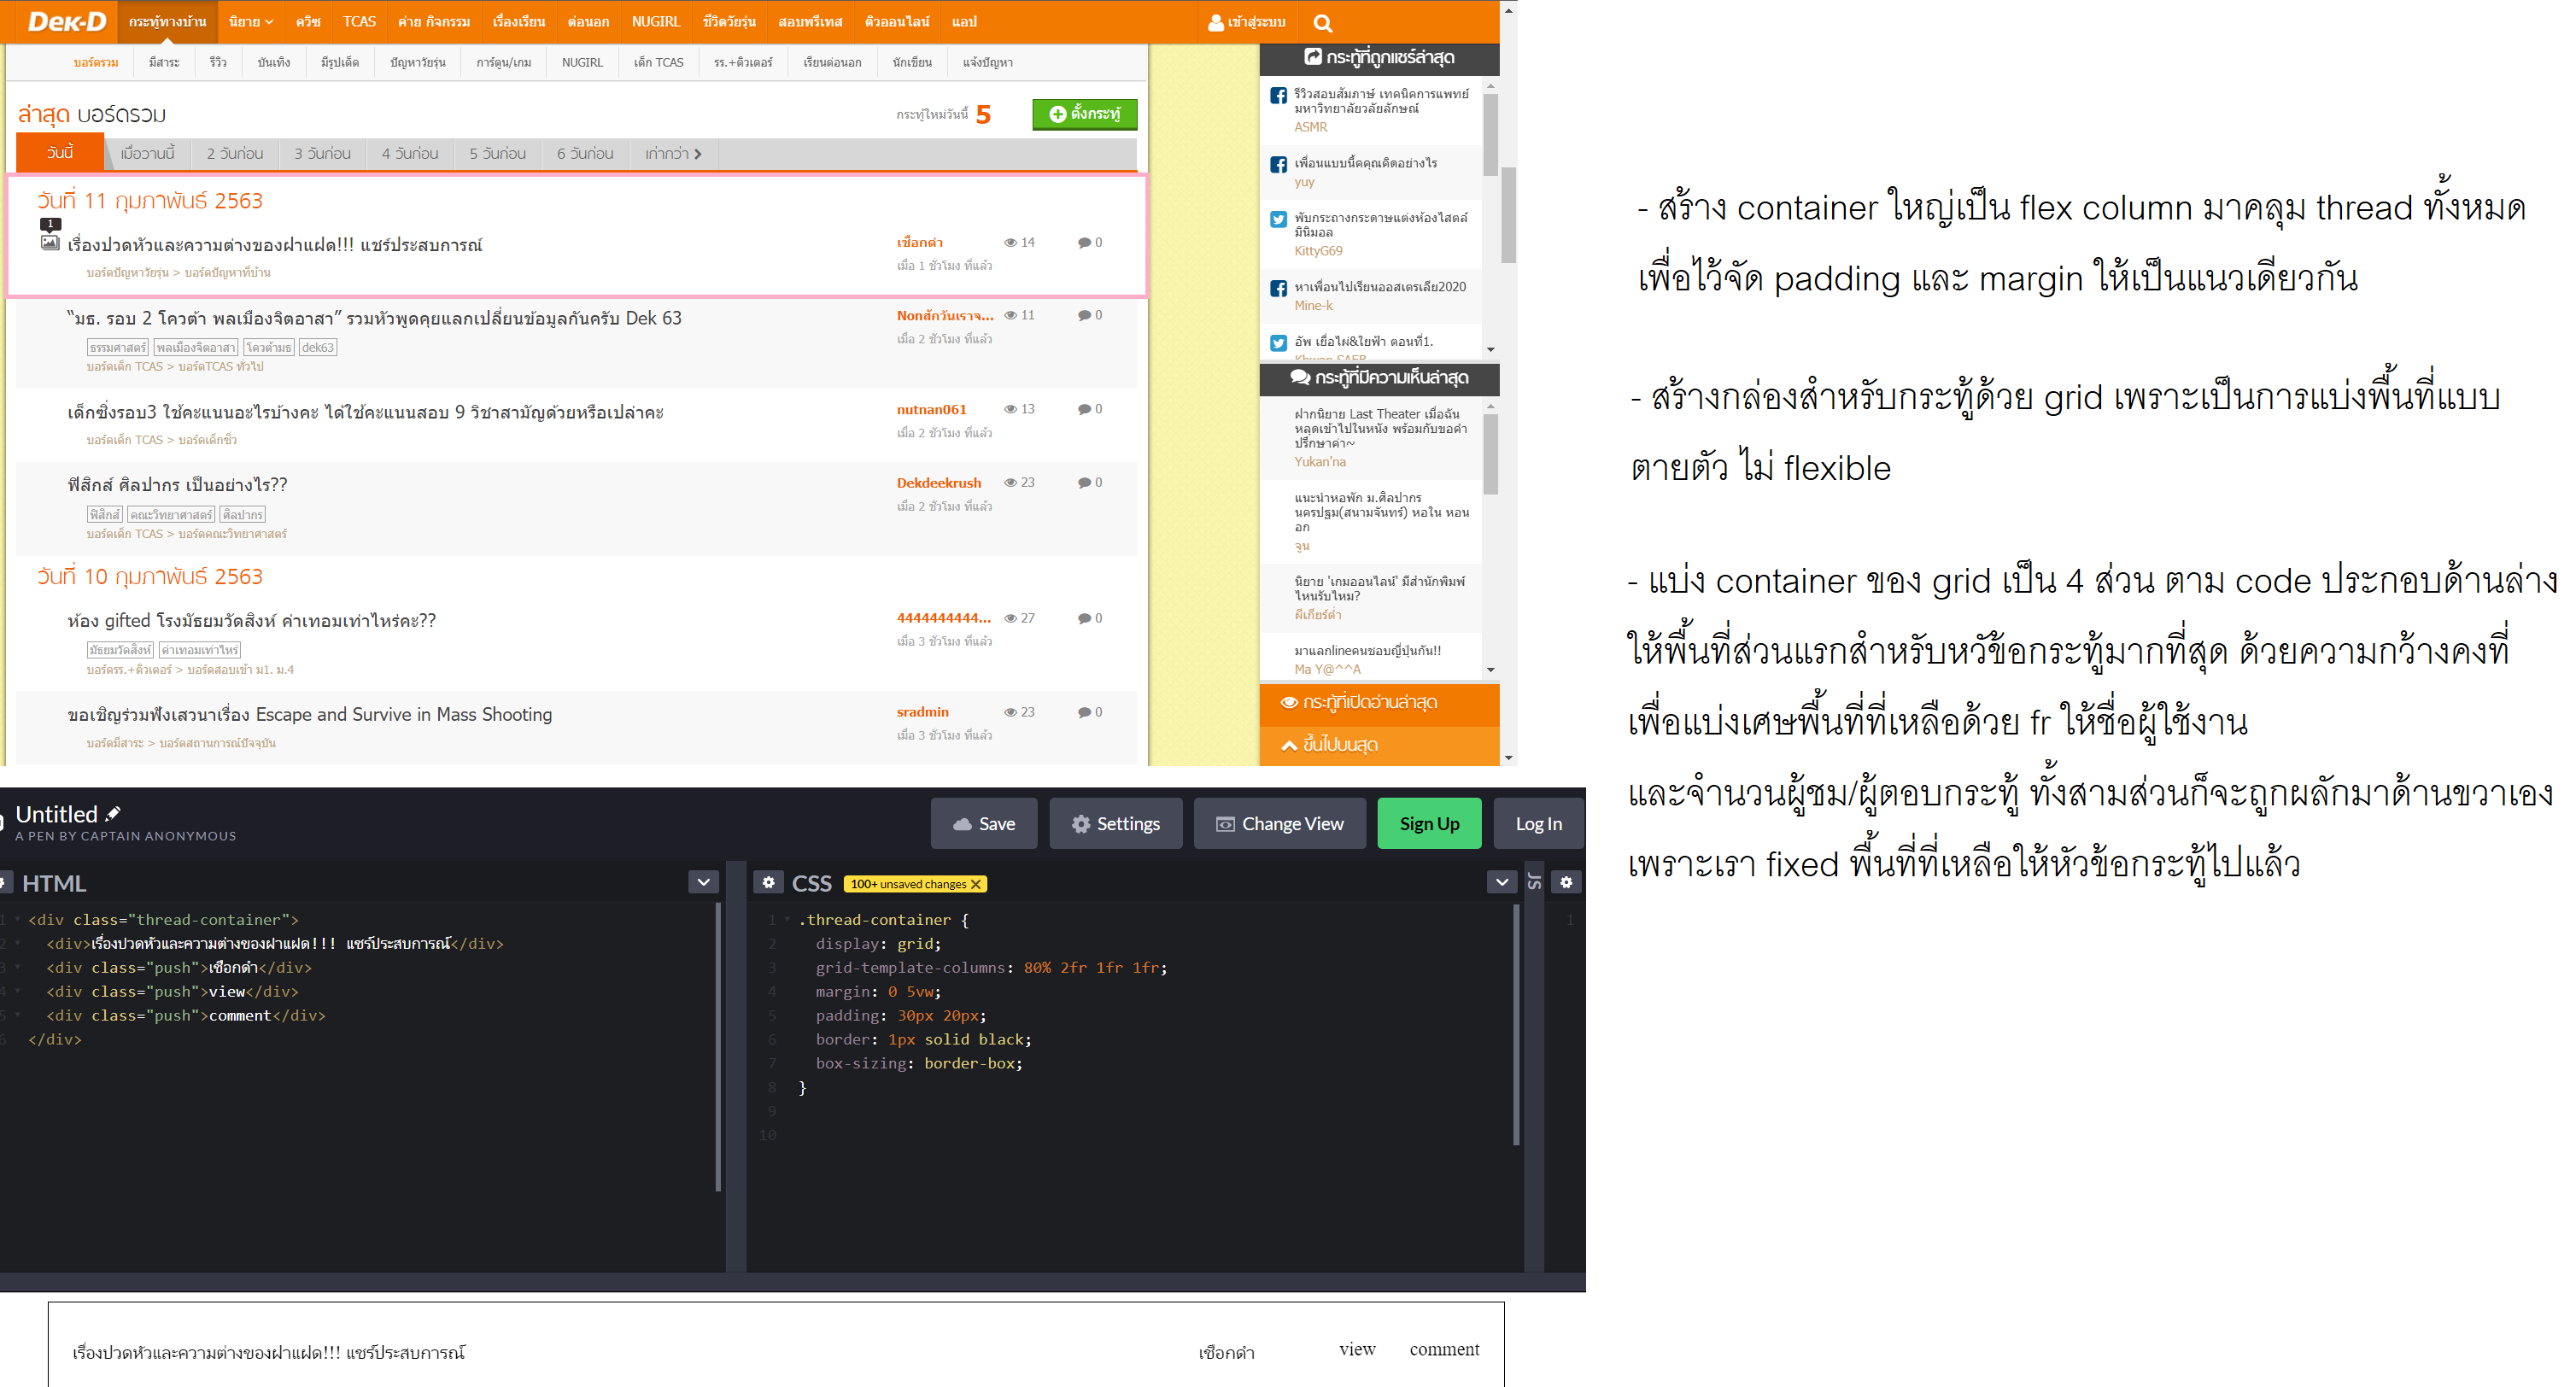 DEK-D กระทู้ทางบ้าน นิยาย ควิซ TCAS ค่าย กิจกรรม เรื่องเรียน ต่อนอก NUGIRL ชีวิตวัยรุ่น สอบพรีเทส ติวออนไลน์ แอป เข้าสู่ระบบ
บอร์ดรวม มีสาระ รีวิว บันเทิง มีรูปเด็ด ปัญหาวัยรุ่น การ์ตูน/เกม NUGIRL เด็ก TCAS รร.+ติวเตอร์ เรียนต่อนอก นักเขียน แจ้งปัญหา
ล่าสุด บอร์ดรวม
กระทู้ใหม่วันนี้ 5
ตั้งกระทู้
วันนี้ เมื่อวานนี้ 2 วันก่อน 3 วันก่อน 4 วันก่อน 5 วันก่อน 6 วันก่อน เก่ากว่า
วันที่ 11 กุมภาพันธ์ 2563
1
เรื่องปวดหัวและความต่างของฝาแฝด!!! แชร์ประสบการณ์
เชือกดำ 14 0
บอร์ดปัญหาวัยรุ่น > บอร์ดปัญหาที่บ้าน
เมื่อ 1 ชั่วโมง ที่แล้ว
“มธ. รอบ 2 โควต้า พลเมืองจิตอาสา” รวมหัวพูดคุยแลกเปลี่ยนข้อมูลกันครับ Dek 63
Nonสักวันเราจ... 11 0
เมื่อ 2 ชั่วโมง ที่แล้ว
ธรรมศาสตร์ พลเมืองจิตอาสา โควต้ามธ dek63
บอร์ดเด็ก TCAS > บอร์ดTCAS ทั่วไป
เด็กซิ่งรอบ3 ใช้คะแนนอะไรบ้างคะ ได้ใช้คะแนนสอบ 9 วิชาสามัญด้วยหรือเปล่าคะ
nutnan061 13 0
เมื่อ 2 ชั่วโมง ที่แล้ว
บอร์ดเด็ก TCAS > บอร์ดเด็กซิ่ว
ฟิสิกส์ ศิลปากร เป็นอย่างไร??
Dekdeekrush 23 0
เมื่อ 2 ชั่วโมง ที่แล้ว
ฟิสิกส์ คณะวิทยาศาสตร์ ศิลปากร
บอร์ดเด็ก TCAS > บอร์ดคณะวิทยาศาสตร์
วันที่ 10 กุมภาพันธ์ 2563
ห้อง gifted โรงมัธยมวัดสิงห์ ค่าเทอมเท่าไหร่คะ??
4444444444... 27 0
เมื่อ 3 ชั่วโมง ที่แล้ว
มัธยมวัดสิงห์ ค่าเทอมเท่าไหร่
บอร์ดรร.+ติวเตอร์ > บอร์ดสอบเข้า ม1. ม.4
ขอเชิญร่วมฟังเสวนาเรื่อง Escape and Survive in Mass Shooting
sradmin 23 0
เมื่อ 3 ชั่วโมง ที่แล้ว
บอร์ดมีสาระ > บอร์ดสถานการณ์ปัจจุบัน
กระทู้ที่ถูกแชร์ล่าสุด
รีวิวสอบสัมภาษ์ เทคนิคการแพทย์
มหาวิทยาลัยวลัยลักษณ์
ASMR
เพื่อนแบบนี้คคุณคิดอย่างไร
yuy
พับกระถางกระดาษแต่งห้องไสตล์
มินิมอล
KittyG69
หาเพื่อนไปเรียนออสเตรเลีย2020
Mine-k
อัพ เยื่อไผ่&ใยฟ้า ตอนที่1.
กระทู้ที่มีความเห็นล่าสุด
ฝากนิยาย Last Theater เมื่อฉัน
หลุดเข้าไปในหนัง พร้อมกับขอคำ
ปรึกษาค่า~
Yukan'na
แนะนำหอพัก ม.ศิลปากร
นครปฐม(สนามจันทร์) หอใน หอน
อก
จูน
นิยาย 'เกมออนไลน์' มีสำนักพิมพ์
ไหนรับไหม?
ผีเกียร์ต่ำ
มาแลกlineคนชอบญี่ปุ่นกัน!!
Ma Y@^^A
กระทู้ที่เปิดอ่านล่าสุด
ขึ้นไปบนสุด
- สร้าง container ใหญ่เป็น flex column มาคลุม thread ทั้งหมด
เพื่อไว้จัด padding และ margin ให้เป็นแนวเดียวกัน
- สร้างกล่องสำหรับกระทู้ด้วย grid เพราะเป็นการแบ่งพื้นที่แบบ
ตายตัว ไม่ flexible
- แบ่ง container ของ grid เป็น 4 ส่วน ตาม code ประกอบด้านล่าง
ให้พื้นที่ส่วนแรกสำหรับหวัข้อกระทู้มากที่สุด ด้วยความกว้างคงที่
เพื่อแบ่งเศษพื้นที่ที่เหลือด้วย fr ให้ชื่อผู้ใช้งาน
และจำนวนผู้ชม/ผู้ตอบกระทู้ ทั้งสามส่วนก็จะถูกผลักมาด้านขวาเอง
เพราะเรา fixed พื้นที่ที่เหลือให้หัวข้อกระทู้ไปแล้ว
Untitled
A PEN BY CAPTAIN ANONYMOUS
Save Settings Change View Sign Up Log In
HTML
<div class="thread-container">
<div>เรื่องปวดหัวและความต่างของฝาแฝด!!! แชร์ประสบการณ์</div>
<div class="push">เชือกดำ</div>
<div class="push">view</div>
<div class="push">comment</div>
</div>
CSS 100+ unsaved changes X
1 .thread-container {
2 display: grid;
3 grid-template-columns: 80% 2fr 1fr 1fr;
4 margin: 0 5vw;
5 padding: 30px 20px;
6 border: 1px solid black;
7 box-sizing: border-box;
8 }
9
10
JS
1
เรื่องปวดหัวและความต่างของฝาแฝด!!! แชร์ประสบการณ์ เชือกดำ view comment